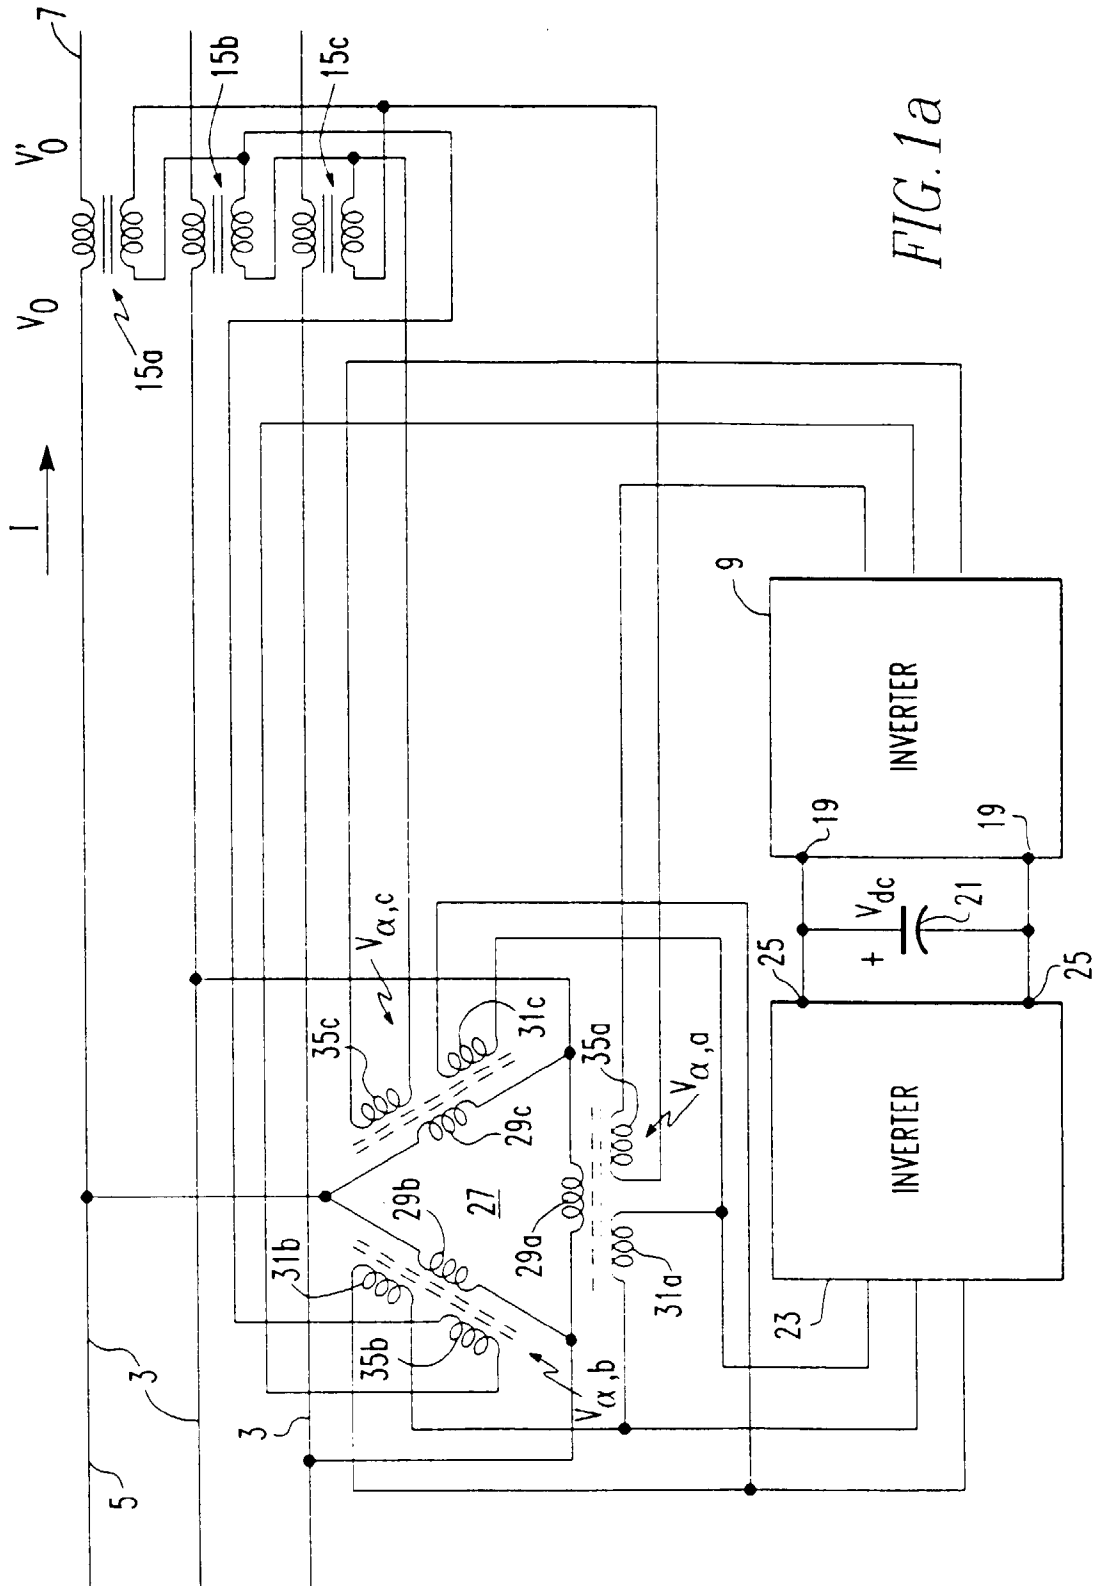 I
V0
V'0
7
15a
15b
15c
5
3
3
3
31b
29b
35b
Vα,b
27
35c
Vα,c
29c
31c
29a
31a
35a
Vα,a
23
INVERTER
25
25
+
Vdc
21
19
19
9
INVERTER
FIG. 1a